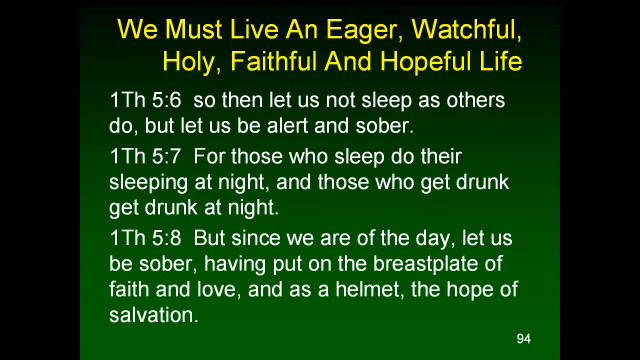 We Must Live An Eager, Watchful,
Holy, Faithful And Hopeful Life
1Th 5:6 so then let us not sleep as others
do, but let us be alert and sober.
1Th 5:7 For those who sleep do their
sleeping at night, and those who get drunk
get drunk at night.
1Th 5:8 But since we are of the day, let us
be sober, having put on the breastplate of
faith and love, and as a helmet, the hope of
salvation.
94